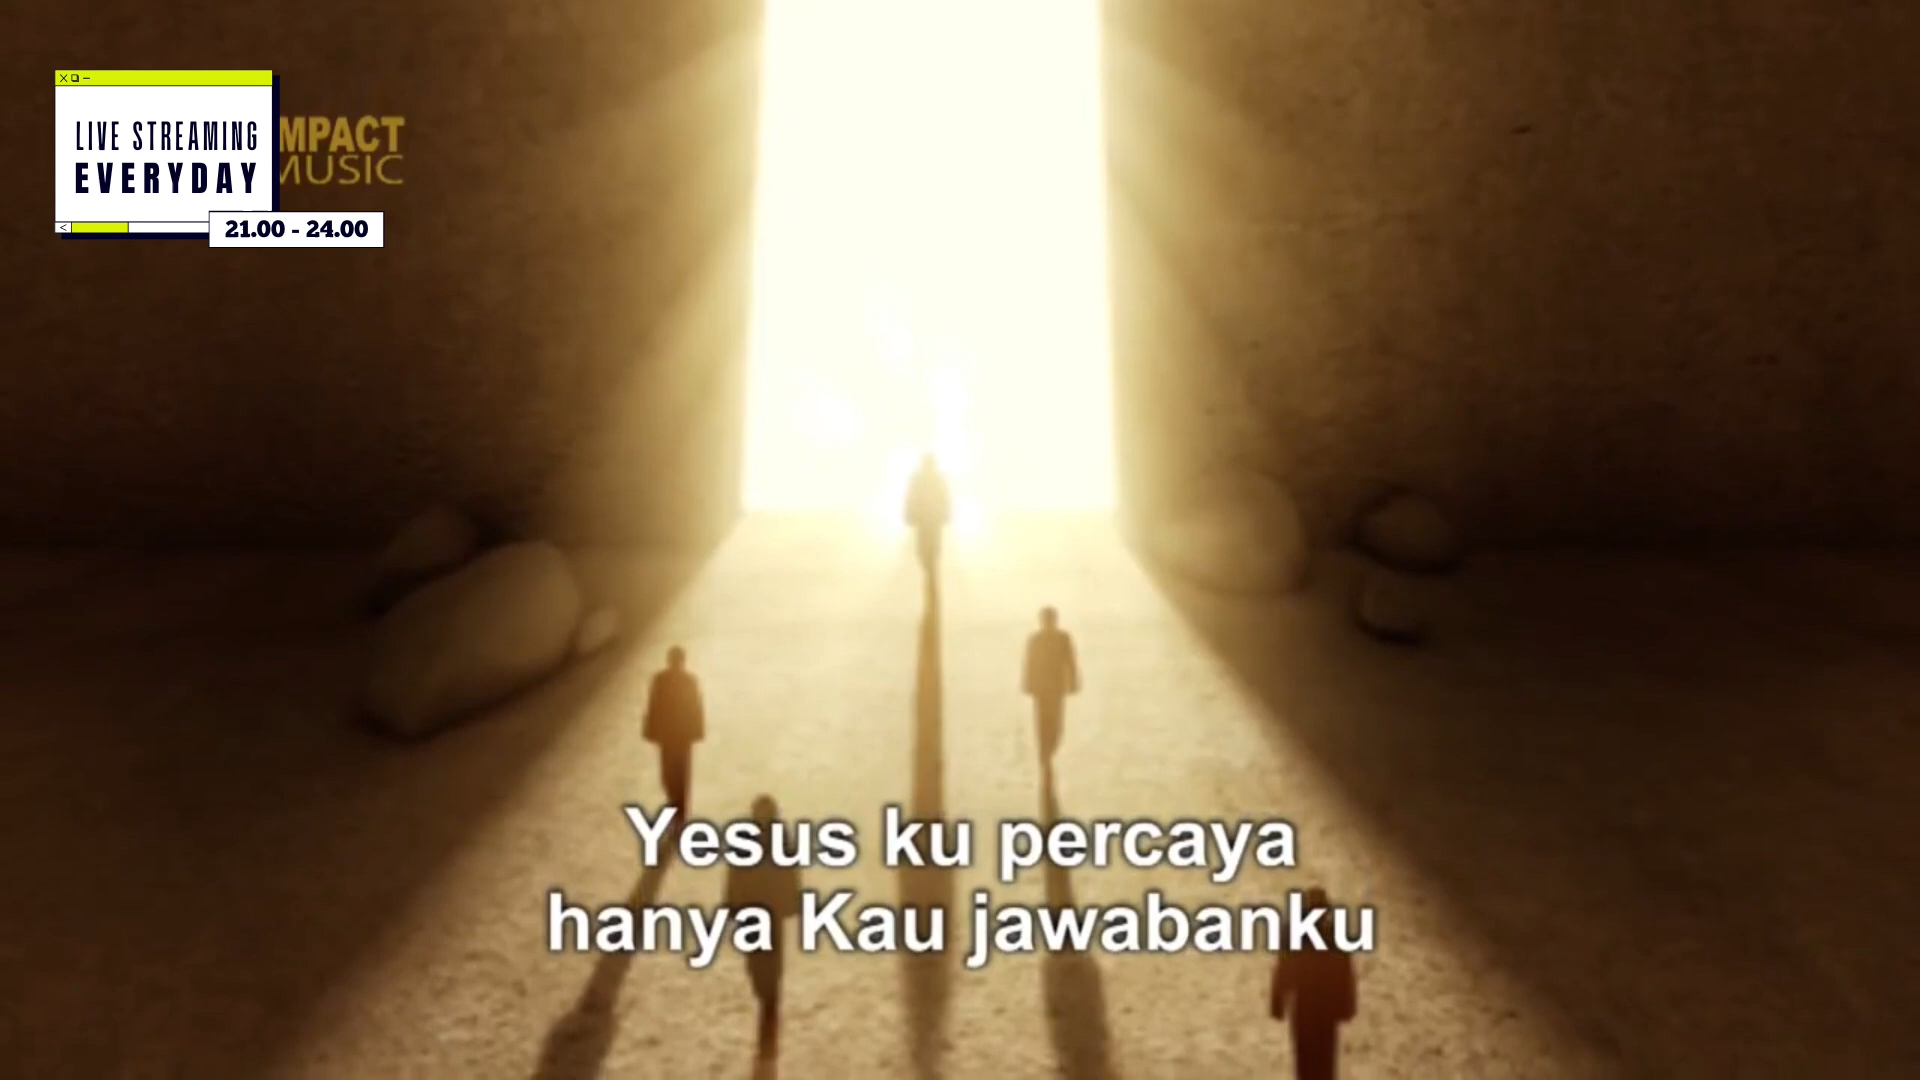 LIVE STREAMING
EVERYDAY
MPACT
MUSIC
21.00 - 24.00
Yesus ku percaya
hanya Kau jawabanku